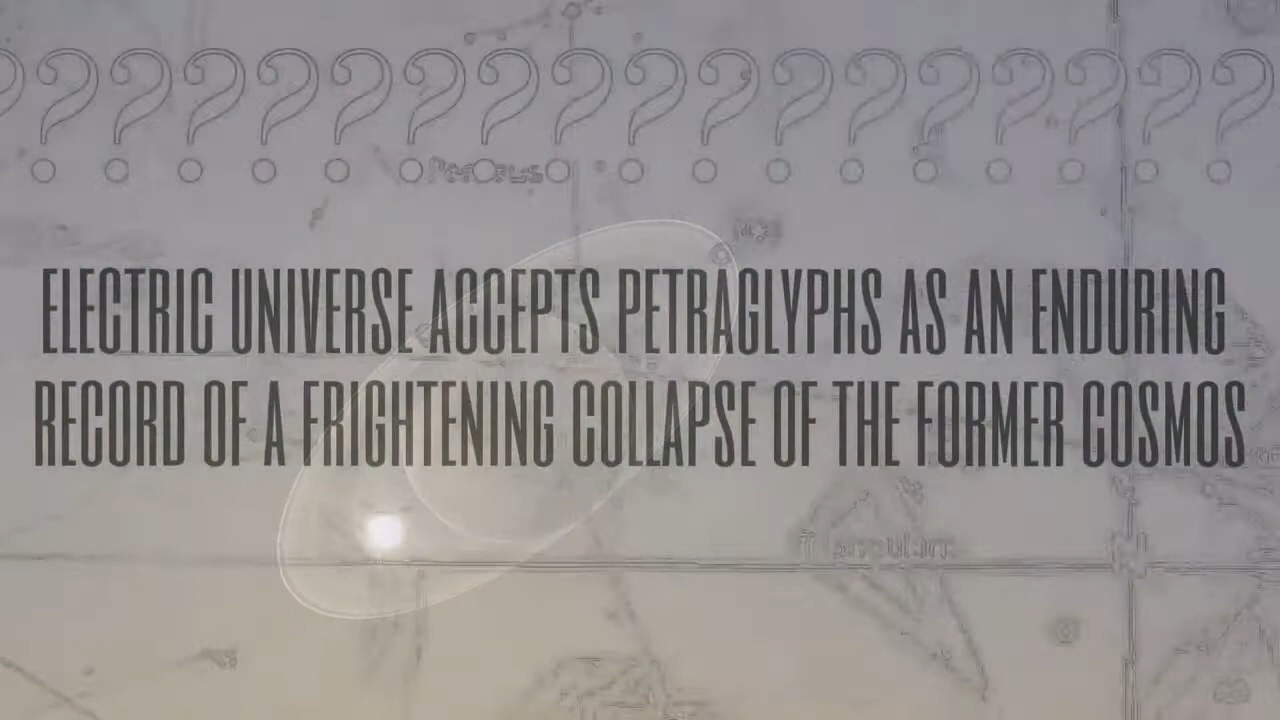 ?????????????????
ELECTRIC UNIVERSE ACCEPTS PETRAGLYPHS AS AN ENDURING
RECORD OF A FRIGHTENING COLLAPSE OF THE FORMER COSMOS